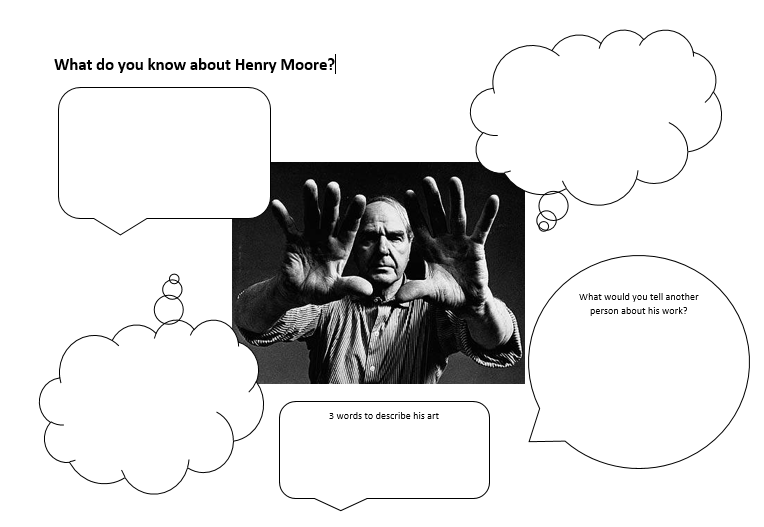 What do you know about Henry Moore?
What would you tell another
person about his work?
3 words to describe his art